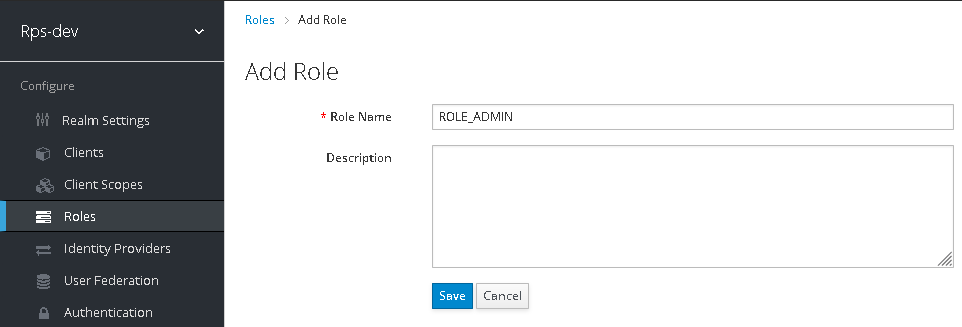 Rps-dev
Configure
Realm Settings
Clients
Client Scopes
Roles
Identity Providers
User Federation
Authentication
Roles > Add Role
Add Role
* Role Name ROLE_ADMIN
Description
Save Cancel